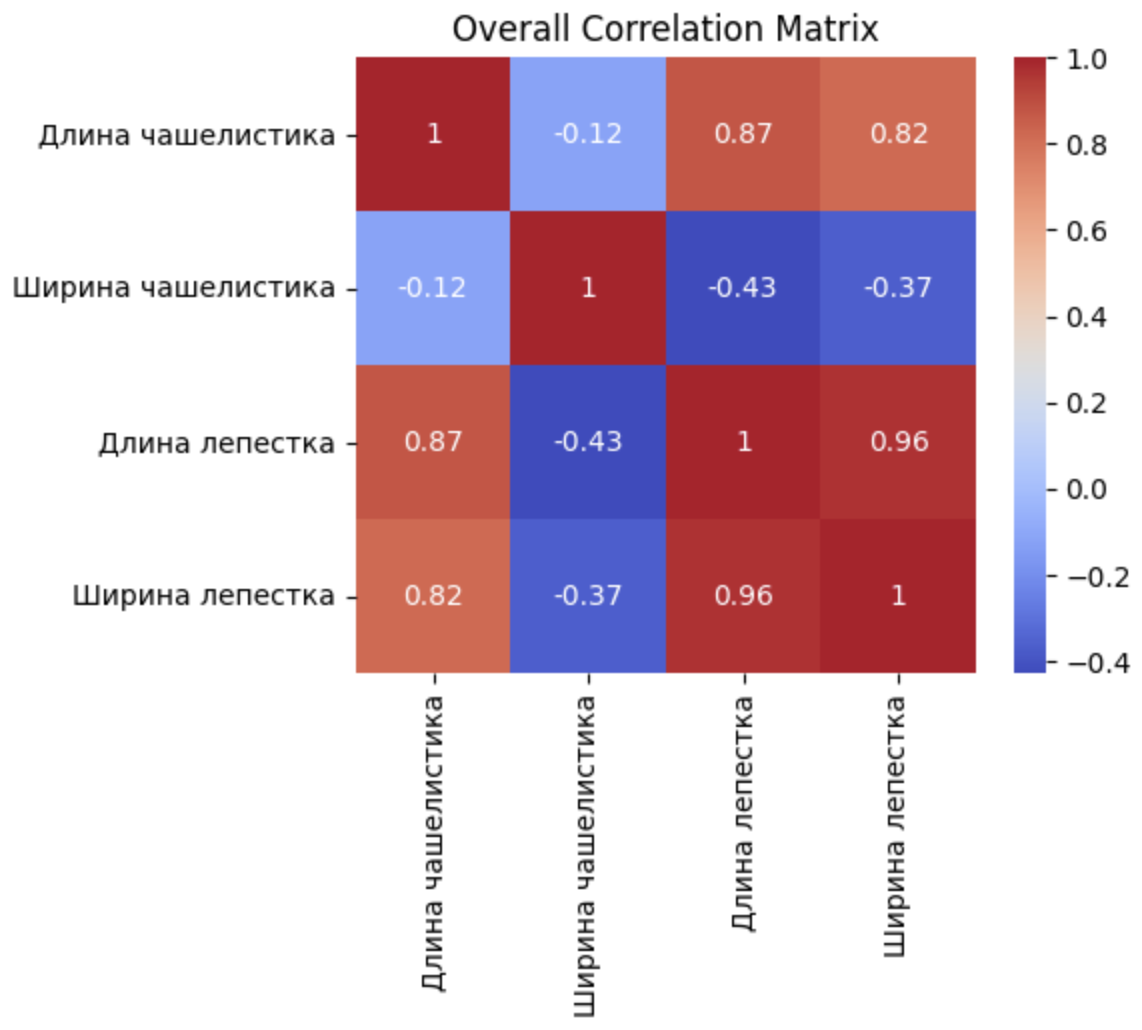 Overall Correlation Matrix
Длина чашелистика
1
-0.12
0.87
0.82
Ширина чашелистика
-0.12
1
-0.43
-0.37
Длина лепестка
0.87
-0.43
1
0.96
Ширина лепестка
0.82
-0.37
0.96
1
Длина чашелистика
Ширина чашелистика
Длина лепестка
Ширина лепестка
1.0
0.8
0.6
0.4
0.2
0.0
−0.2
−0.4